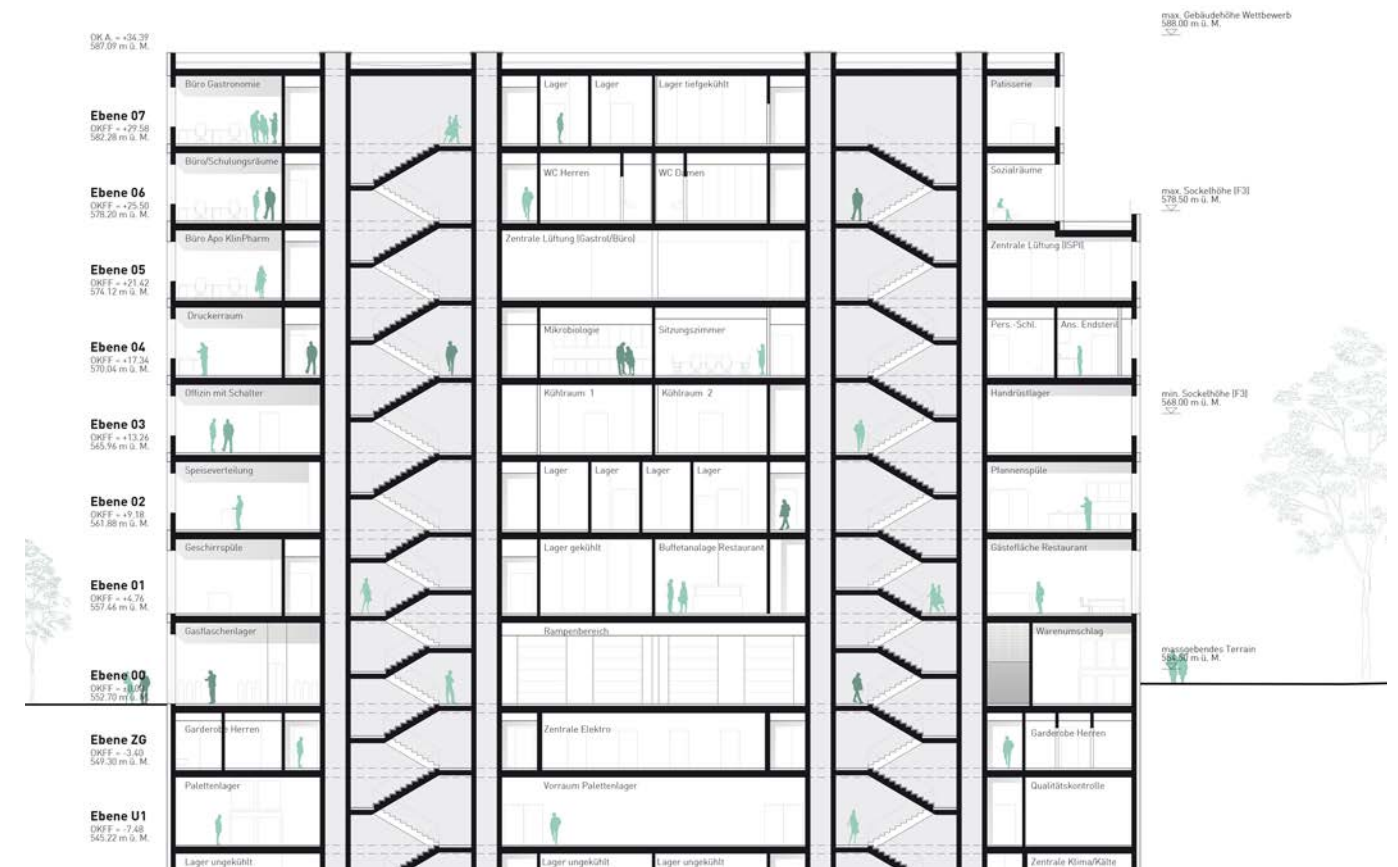 max. Gebäudehöhe Wettbewerb
588.00 m ü. M.
OK A. = +34.39
587.09 m ü. M.
Büro Gastronomie
Lager
Lager
Lager tiefgekühlt
Patisserie
Ebene 07
OKFF = +29.58
582.28 m ü. M.
Büro/Schulungsräume
WC Herren
WC Damen
Sozialräume
Ebene 06
OKFF = +25.50
578.20 m ü. M.
max. Sockelhöhe (F3)
578.50 m ü. M.
Büro Apo KlinPharm
Zentrale Lüftung (Gastrol/Büro)
Zentrale Lüftung (ISPI)
Ebene 05
OKFF = +21.42
574.12 m ü. M.
Druckerraum
Mikrobiologie
Sitzungszimmer
Pers.-Schl.
Ans. Endsteril
Ebene 04
OKFF = +17.34
570.04 m ü. M.
Offizin mit Schalter
Kühlraum 1
Kühlraum 2
Handrüstlager
min. Sockelhöhe (F3)
568.00 m ü. M.
Ebene 03
OKFF = +13.26
565.96 m ü. M.
Speiseverteilung
Lager
Lager
Lager
Lager
Pfannenspüle
Ebene 02
OKFF = +9.18
561.88 m ü. M.
Geschirrspüle
Lager gekühlt
Buffetanalage Restaurant
Gästefläche Restaurant
Ebene 01
OKFF = +4.76
557.46 m ü. M.
Gasflaschenlager
Rampenbereich
Warenumschlag
massgebendes Terrain
m ü. M.
Ebene 00
OKFF =
552.70 m ü. M.
Garderobe Herren
Zentrale Elektro
Garderobe Herren
Ebene ZG
OKFF = -3.40
549.30 m ü. M.
Palettenlager
Vorraum Palettenlager
Qualitätskontrolle
Ebene U1
OKFF = -7.48
545.22 m ü. M.
Lager ungekühlt
Lager ungekühlt
Lager ungekühlt
Zentrale Klima/Kälte